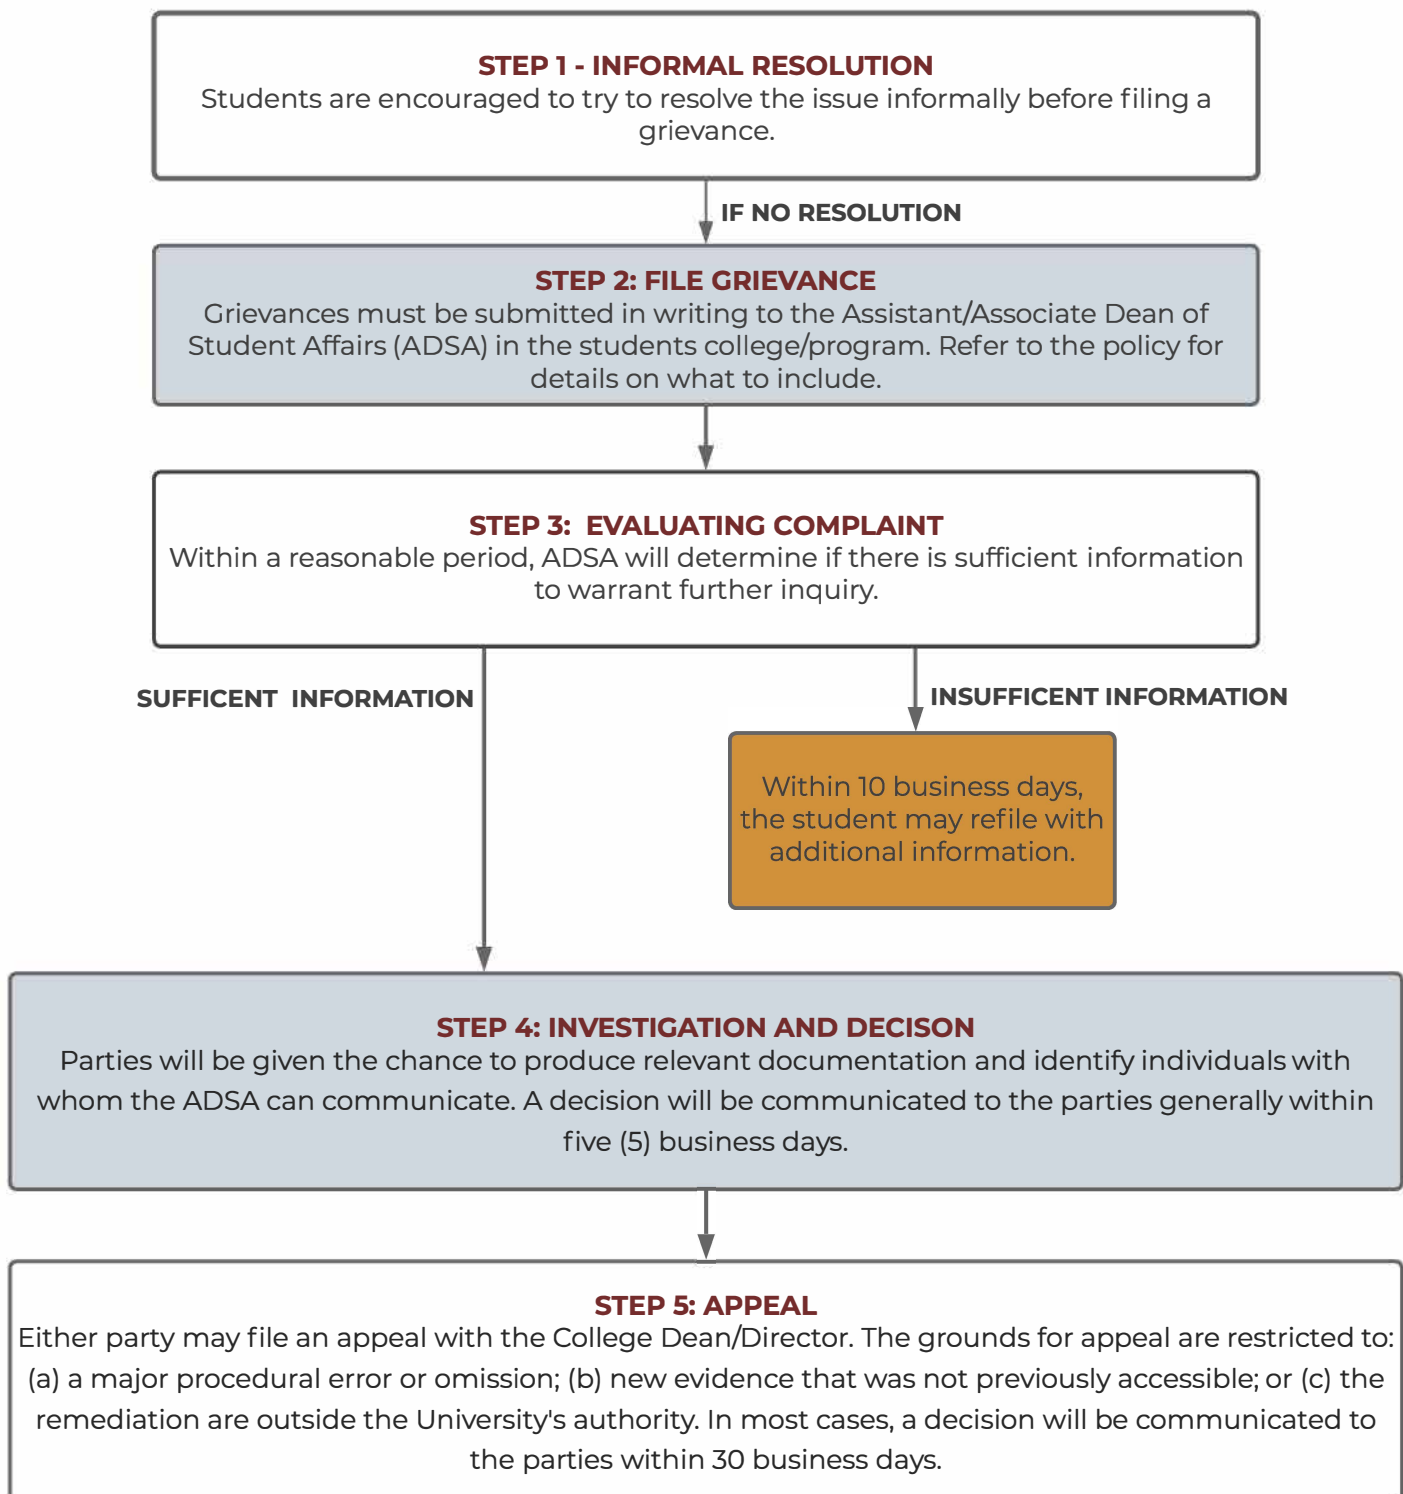 STEP 1 - INFORMAL RESOLUTION
Students are encouraged to try to resolve the issue informally before filing a
grievance.
IF NO RESOLUTION
STEP 2: FILE GRIEVANCE
Grievances must be submitted in writing to the Assistant/Associate Dean of
Student Affairs (ADSA) in the students college/program. Refer to the policy for
details on what to include.
STEP 3:  EVALUATING COMPLAINT
Within a reasonable period, ADSA will determine if there is sufficient information
to warrant further inquiry.
SUFFICENT  INFORMATION
INSUFFICENT INFORMATION
Within 10 business days,
the student may refile with
additional information.
STEP 4: INVESTIGATION AND DECISON
Parties will be given the chance to produce relevant documentation and identify individuals with
whom the ADSA can communicate. A decision will be communicated to the parties generally within
five (5) business days.
STEP 5: APPEAL
Either party may file an appeal with the College Dean/Director. The grounds for appeal are restricted to:
(a) a major procedural error or omission; (b) new evidence that was not previously accessible; or (c) the
remediation are outside the University's authority. In most cases, a decision will be communicated to
the parties within 30 business days.